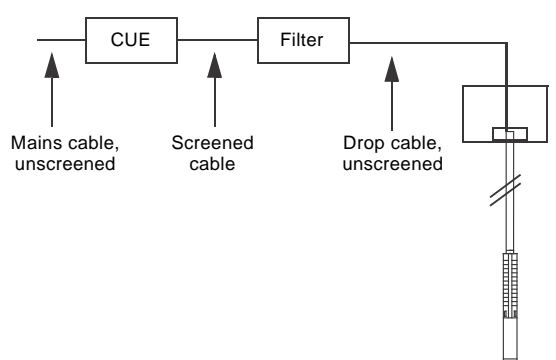 CUE
Filter
Mains cable,
unscreened
Screened
cable
Drop cable,
unscreened